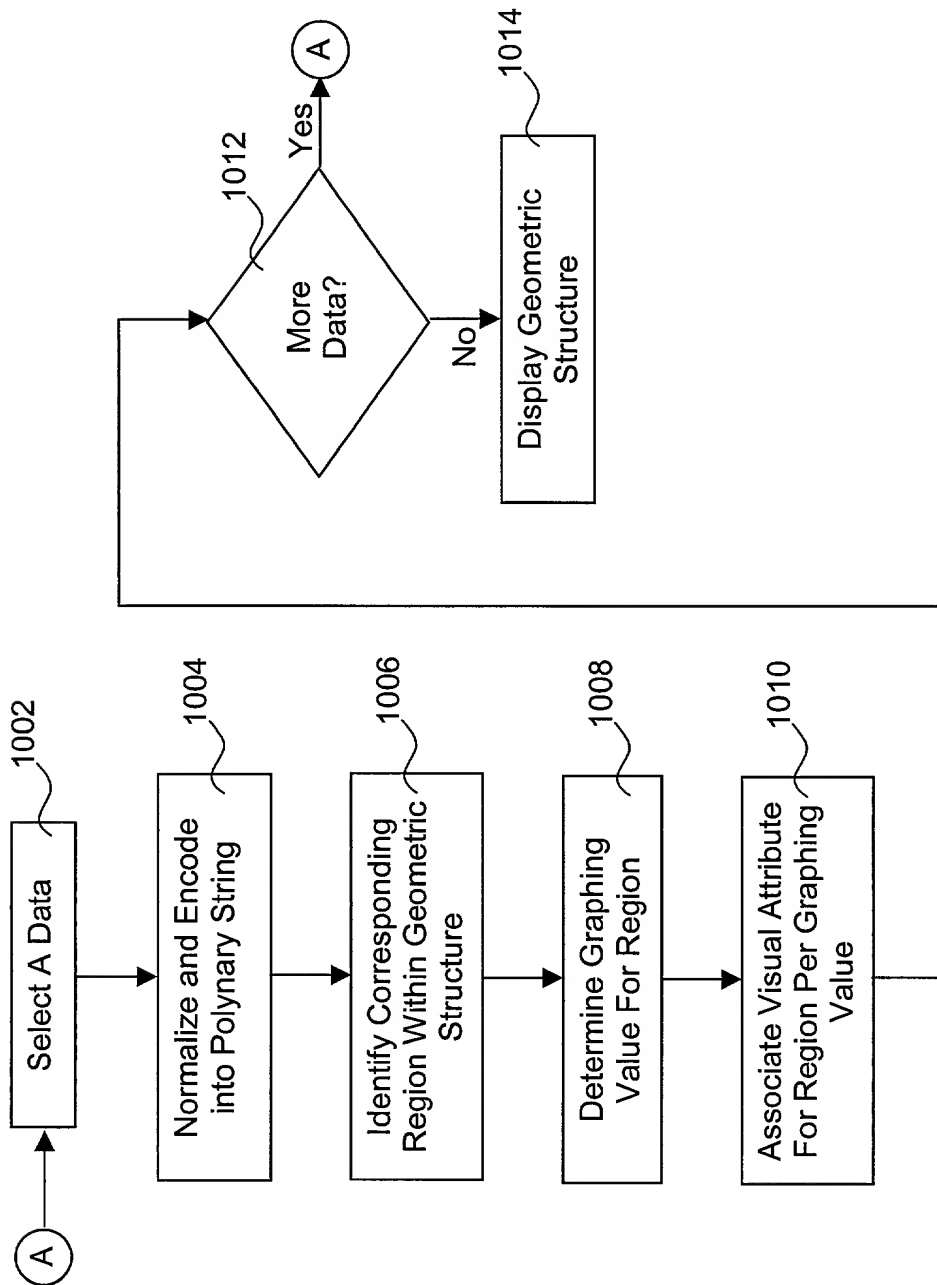 A
Select A Data
1002
Normalize and Encode
into Polynary String
1004
Identify Corresponding
Region Within Geometric
Structure
1006
Determine Graphing
Value For Region
1008
Associate Visual Attribute
For Region Per Graphing
Value
1010
More
Data?
1012
Yes
A
No
Display Geometric
Structure
1014